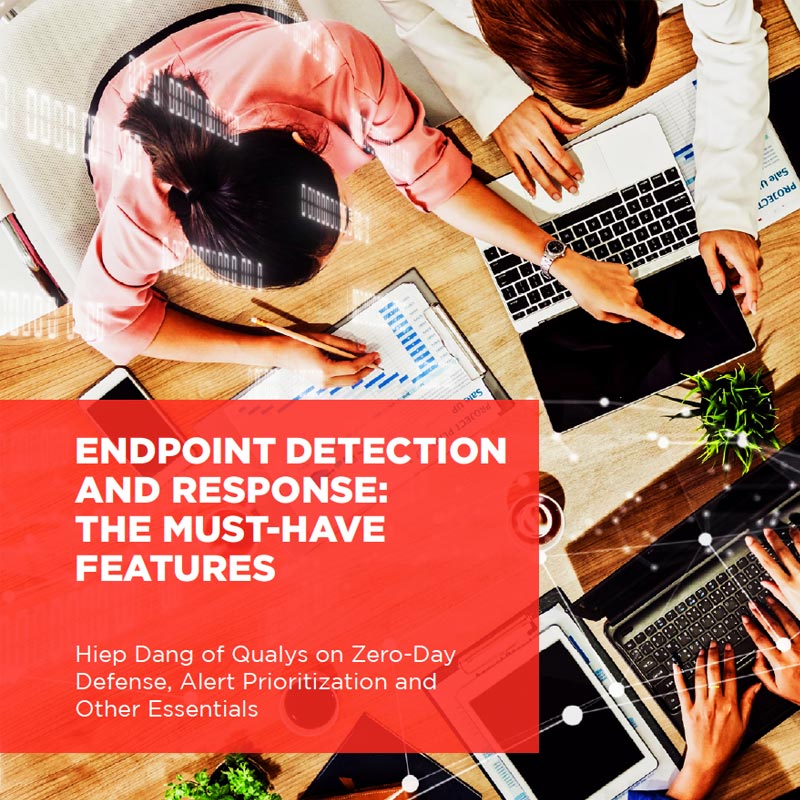 ENDPOINT DETECTION
AND RESPONSE:
THE MUST-HAVE
FEATURES
Hiep Dang of Qualys on Zero-Day
Defense, Alert Prioritization and
Other Essentials